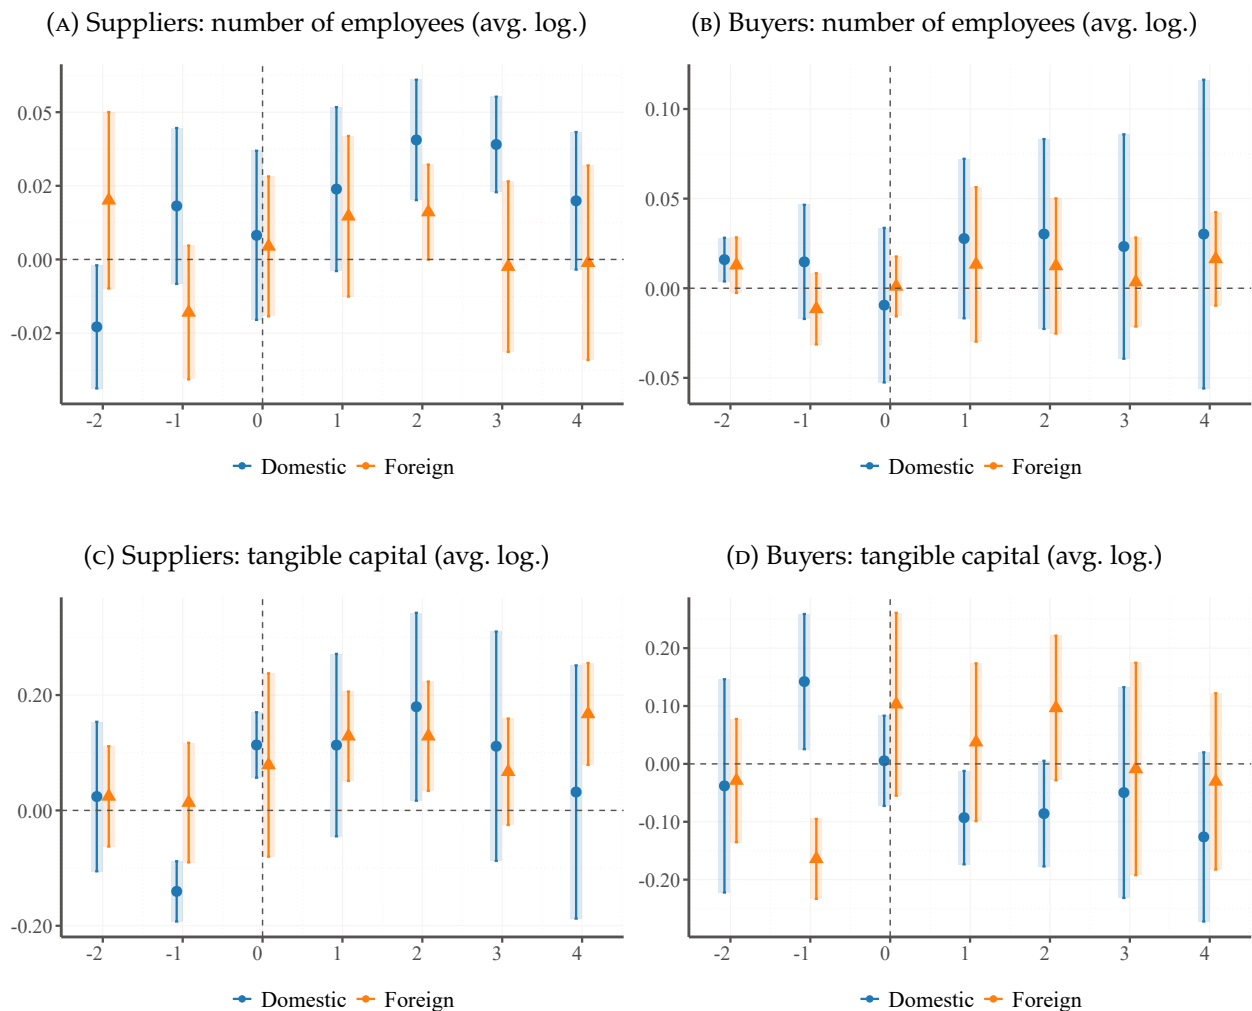 (A) Suppliers: number of employees (avg. log.)
0.05
0.02
0.00
-0.02
-2 -1 0 1 2 3 4
Domestic Foreign
(B) Buyers: number of employees (avg. log.)
0.10
0.05
0.00
-0.05
-2 -1 0 1 2 3 4
Domestic Foreign
(C) Suppliers: tangible capital (avg. log.)
0.20
0.00
-0.20
-2 -1 0 1 2 3 4
Domestic Foreign
(D) Buyers: tangible capital (avg. log.)
0.20
0.10
0.00
-0.10
-0.20
-2 -1 0 1 2 3 4
Domestic Foreign